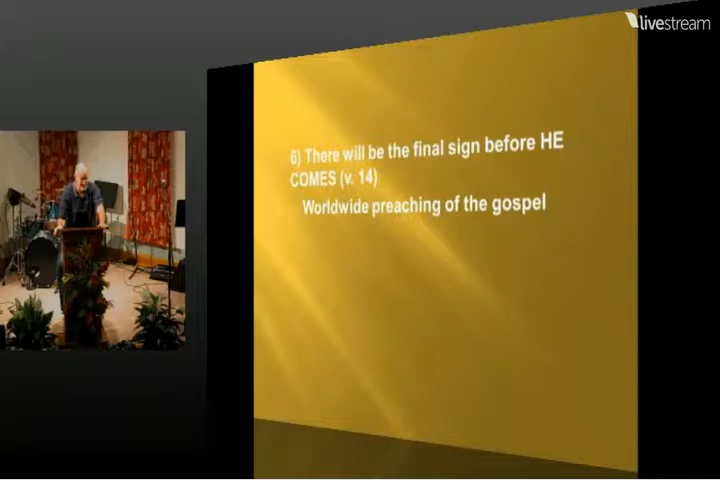 livestream
6) There will be the final sign before HE
COMES (v. 14)
Worldwide preaching of the gospel